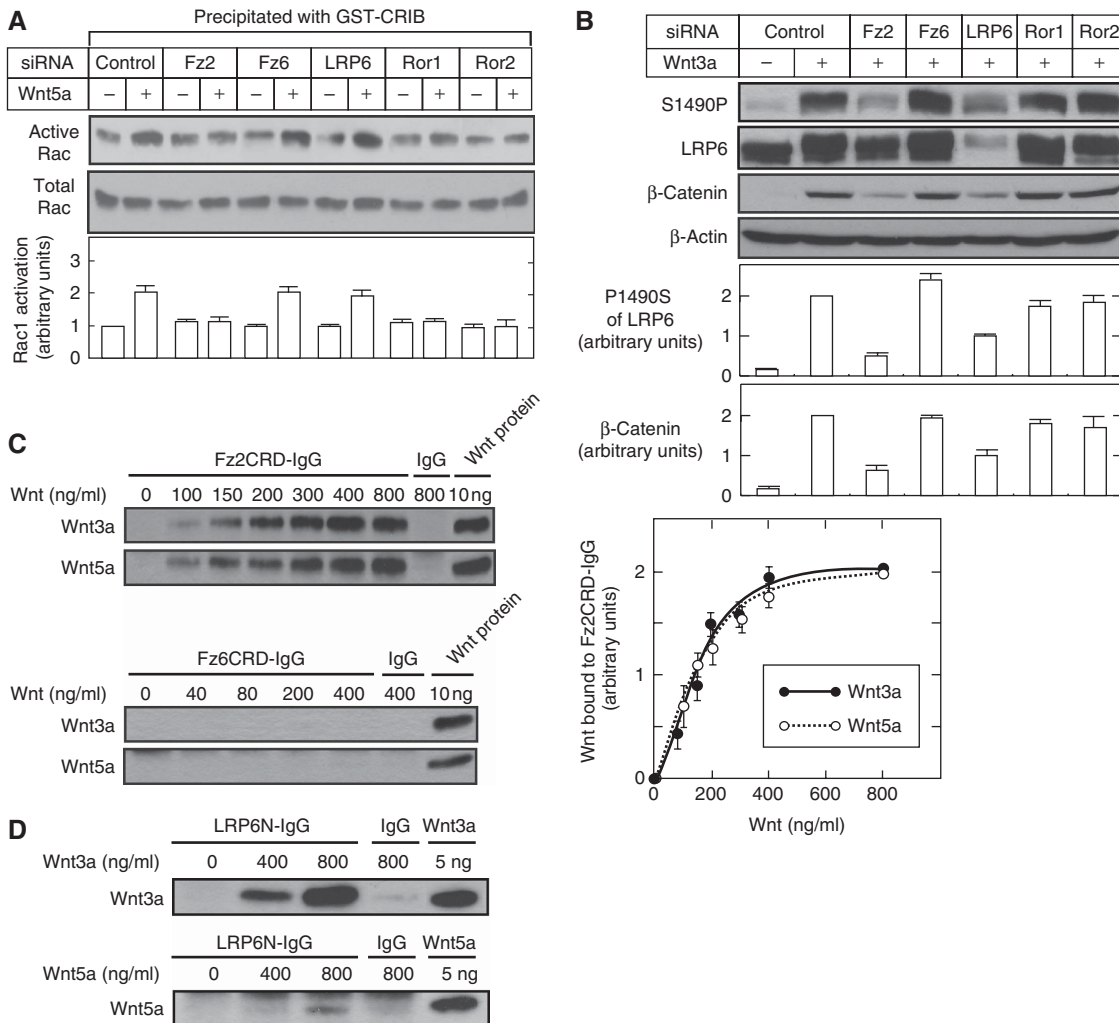 A
Precipitated with GST-CRIB
siRNA Control Fz2 Fz6 LRP6 Ror1 Ror2
Wnt5a − + − + − + − + − + − +
Active Rac
Total Rac
Rac1 activation (arbitrary units)
3
2
1
0
B
siRNA Control Fz2 Fz6 LRP6 Ror1 Ror2
Wnt3a − + + + + + +
S1490P
LRP6
β-Catenin
β-Actin
P1490S of LRP6 (arbitrary units)
2
1
0
β-Catenin (arbitrary units)
2
1
0
C
Fz2CRD-IgG IgG Wnt protein
Wnt (ng/ml) 0 100 150 200 300 400 800 800 10 ng
Wnt3a
Wnt5a
Fz6CRD-IgG IgG Wnt protein
Wnt (ng/ml) 0 40 80 200 400 400 10 ng
Wnt3a
Wnt5a
Wnt bound to Fz2CRD-IgG (arbitrary units)
2
1
0
Wnt3a
Wnt5a
0 200 400 600 800
Wnt (ng/ml)
D
LRP6N-IgG IgG Wnt3a
Wnt3a (ng/ml) 0 400 800 800 5 ng
Wnt3a
LRP6N-IgG IgG Wnt5a
Wnt5a (ng/ml) 0 400 800 800 5 ng
Wnt5a